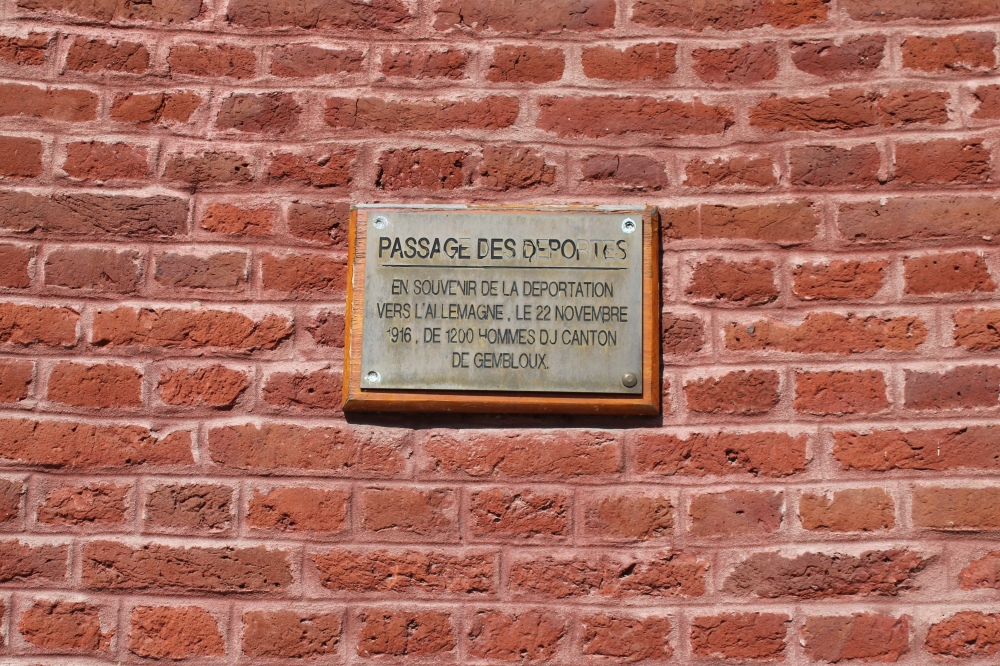 PASSAGE DES DEPORTES
EN SOUVENIR DE LA DEPORTATION
VERS L'ALLEMAGNE, LE 22 NOVEMBRE
1916, DE 1200 HOMMES DU CANTON
DE GEMBLOUX.